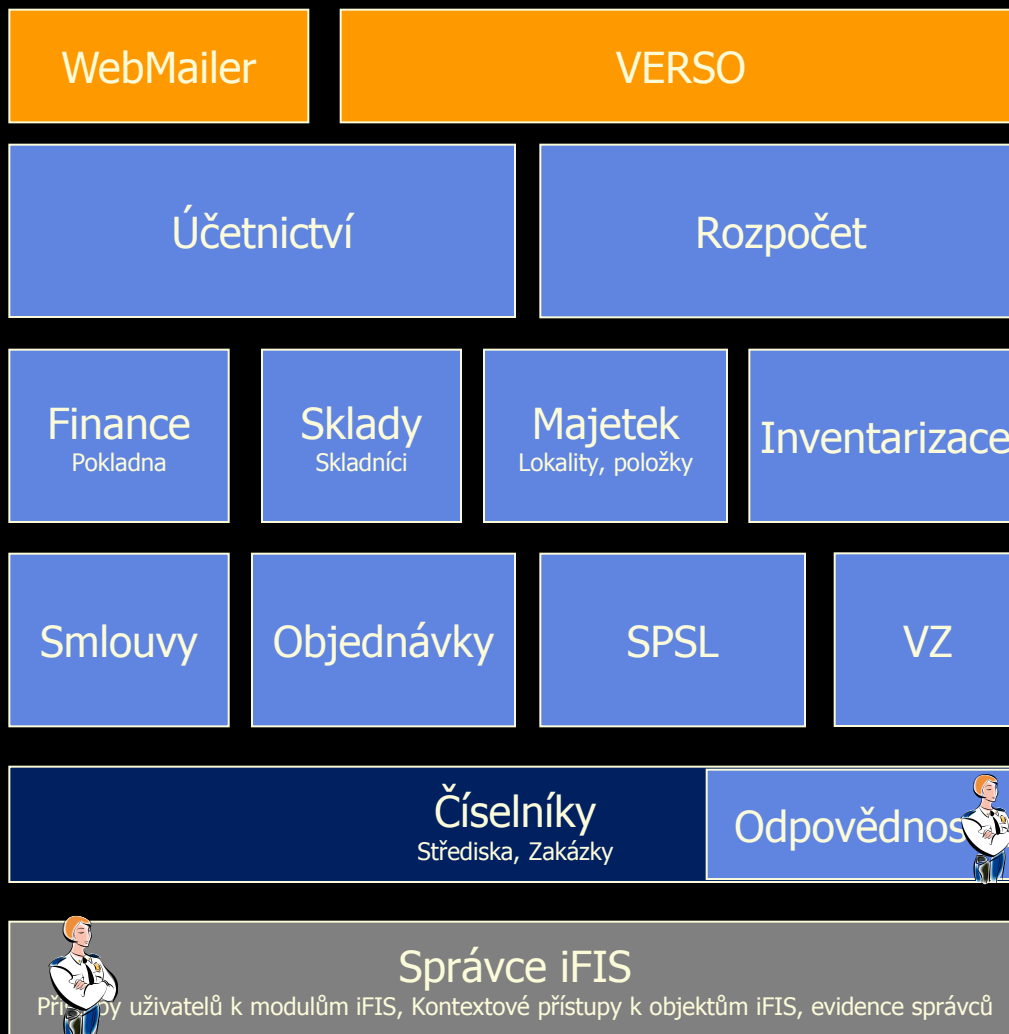 WebMailer
VERSO
Účetnictví
Rozpočet
Finance
Pokladna
Sklady
Skladníci
Majetek
Lokality, položky
Inventarizace
Smlouvy
Objednávky
SPSL
VZ
Číselníky
Střediska, Zakázky
Správce iFIS
uživatelů k modulům iFIS, Kontextové přístupy k objektům iFIS, evidence správců